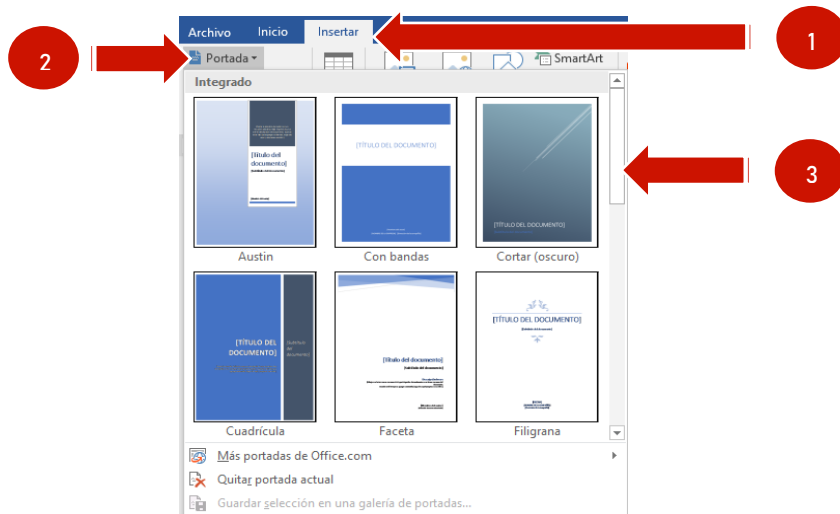 Archivo Inicio Insertar
1
2
Portada
SmartArt
Integrado
[Título del
documento]
[TÍTULO DEL DOCUMENTO]
[TÍTULO DEL DOCUMENTO]
3
Austin Con bandas Cortar (oscuro)
[TÍTULO DEL
DOCUMENTO]
[Título del documento]
[TÍTULO DEL DOCUMENTO]
Cuadrícula Faceta Filigrana
Más portadas de Office.com
Quitar portada actual
Guardar selección en una galería de portadas...